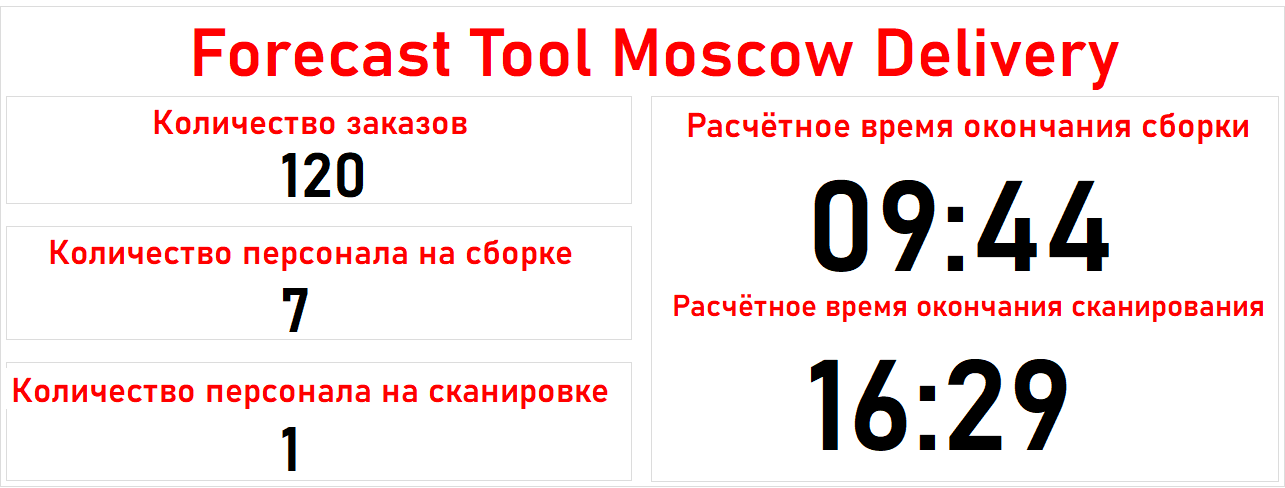 Forecast Tool Moscow Delivery
Количество заказов
120
Количество персонала на сборке
7
Количество персонала на сканировке
1
Расчётное время окончания сборки
09:44
Расчётное время окончания сканирования
16:29